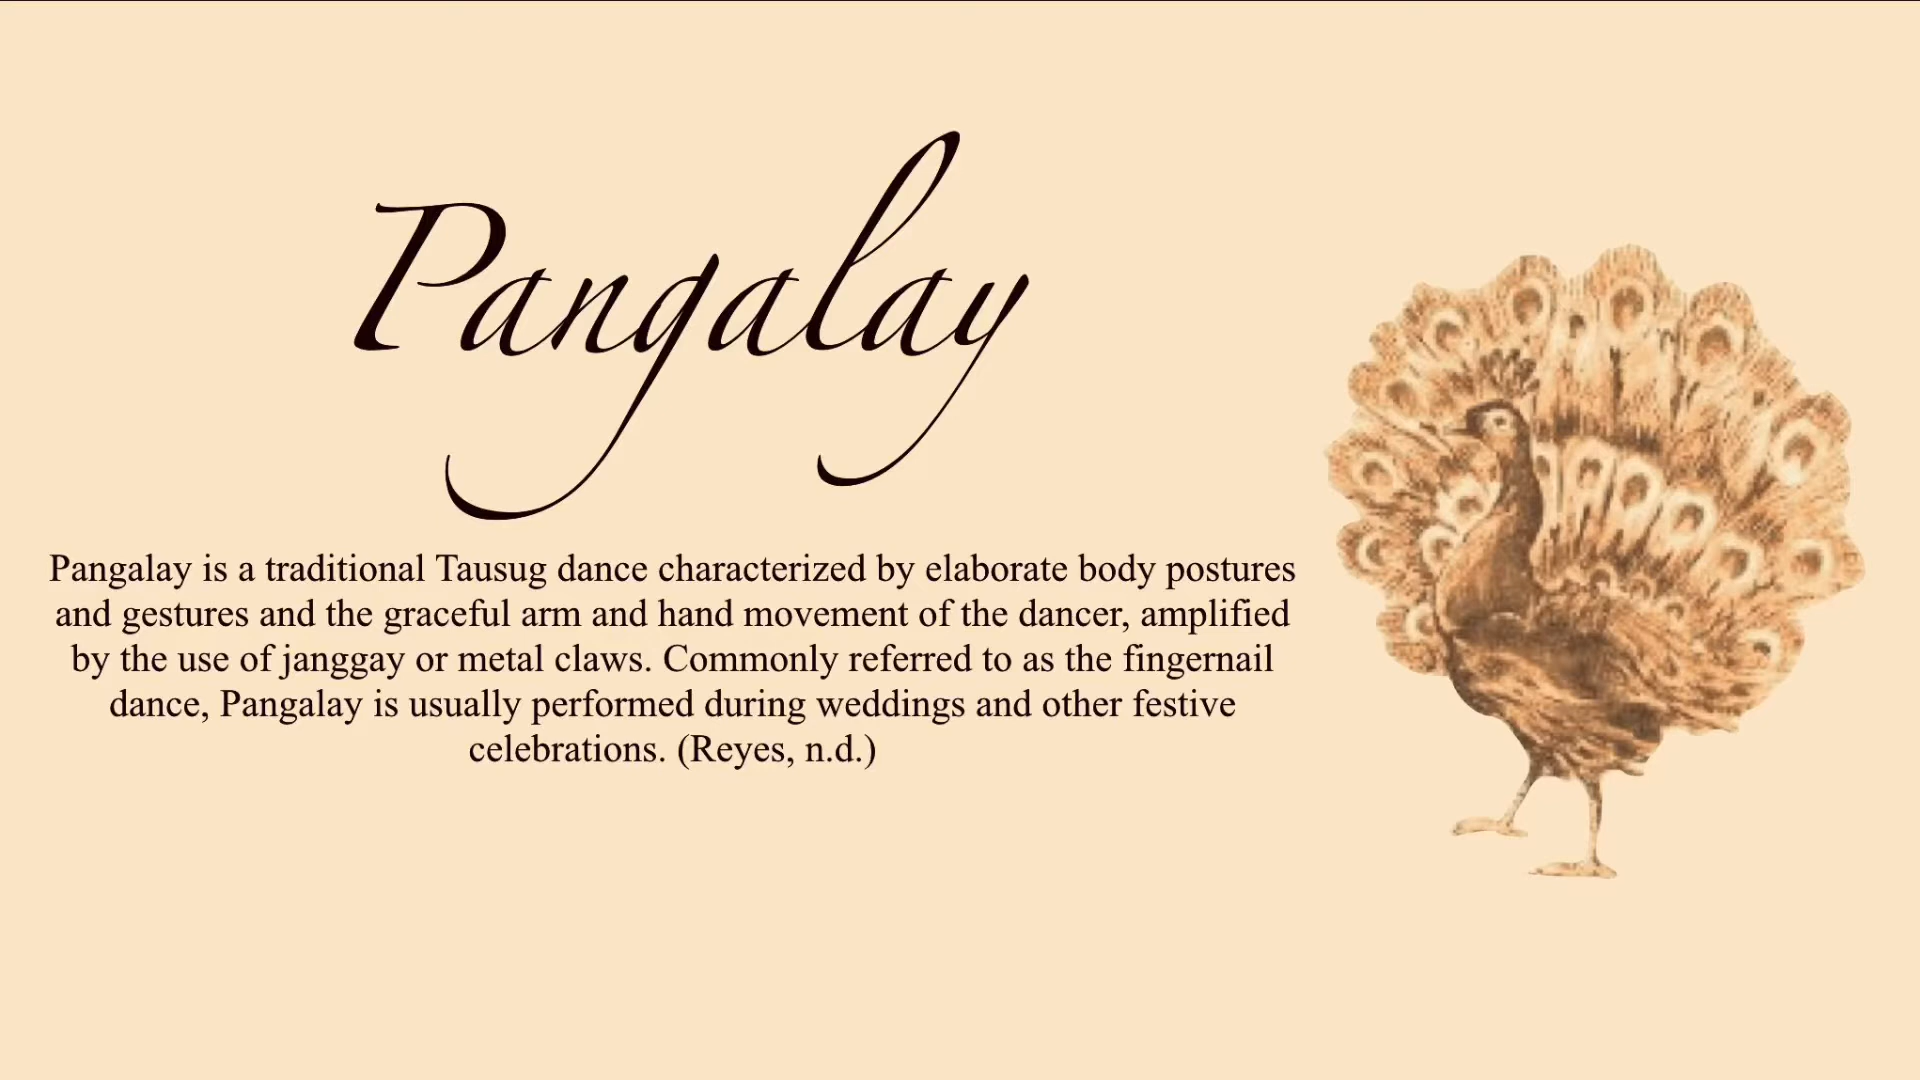 Pangalay
Pangalay is a traditional Tausug dance characterized by elaborate body postures
and gestures and the graceful arm and hand movement of the dancer, amplified
by the use of janggay or metal claws. Commonly referred to as the fingernail
dance, Pangalay is usually performed during weddings and other festive
celebrations. (Reyes, n.d.)